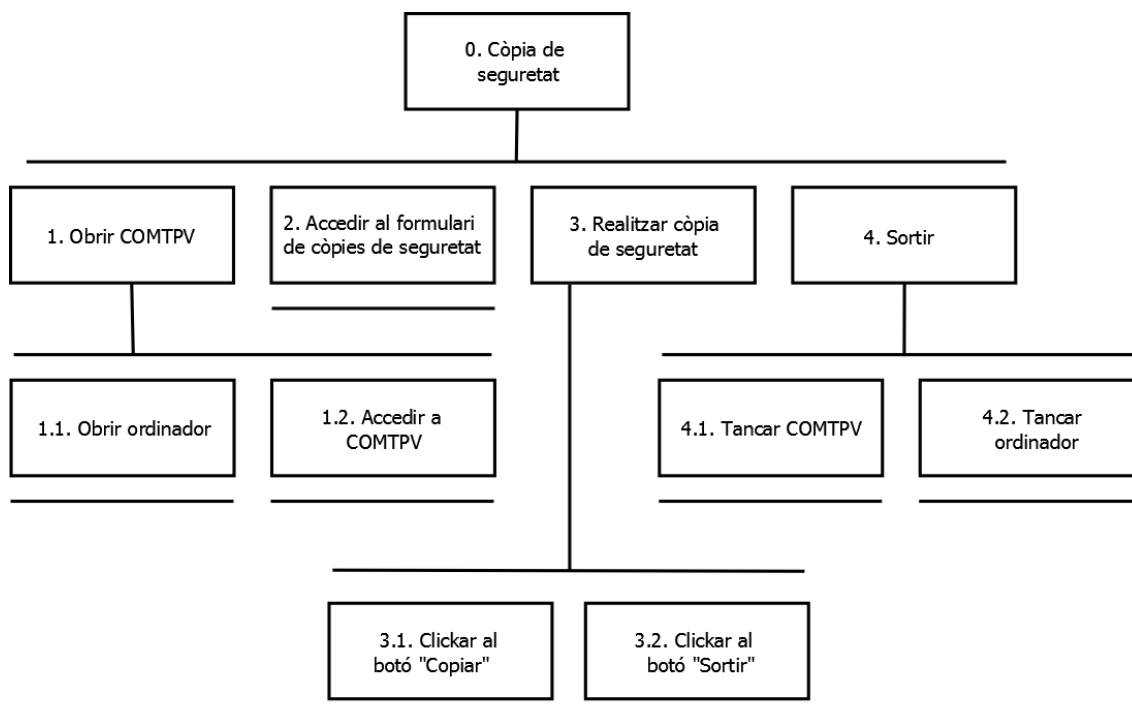 0. Còpia de
seguretat
1. Obrir COMTPV
2. Accedir al formulari
de còpies de seguretat
3. Realitzar còpia
de seguretat
4. Sortir
1.1. Obrir ordinador
1.2. Accedir a
COMTPV
4.1. Tancar COMTPV
4.2. Tancar
ordinador
3.1. Clickar al
botó "Copiar"
3.2. Clickar al
botó "Sortir"